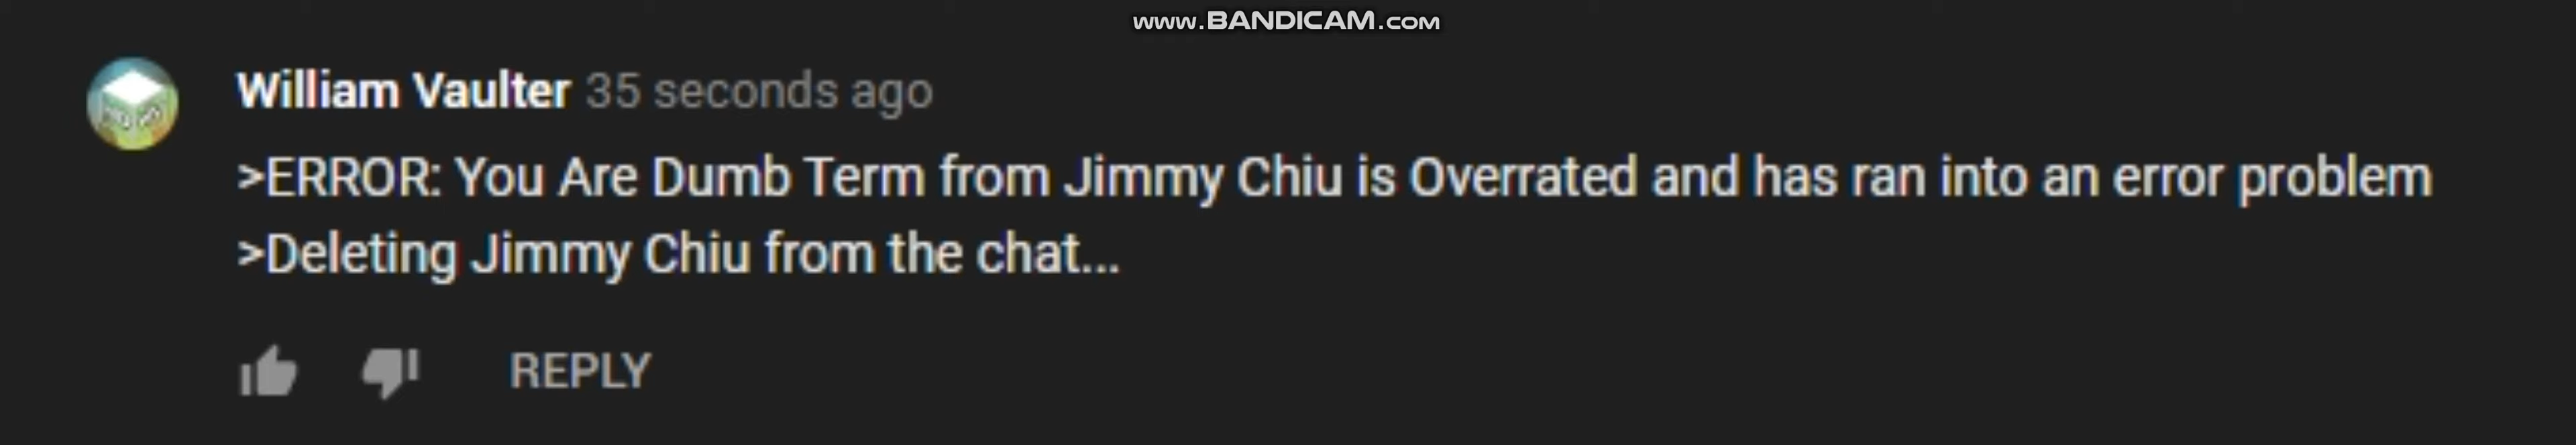 www.BANDICAM.com
William Vaulter 35 seconds ago
>ERROR: You Are Dumb Term from Jimmy Chiu is Overrated and has ran into an error problem
>Deleting Jimmy Chiu from the chat...
REPLY